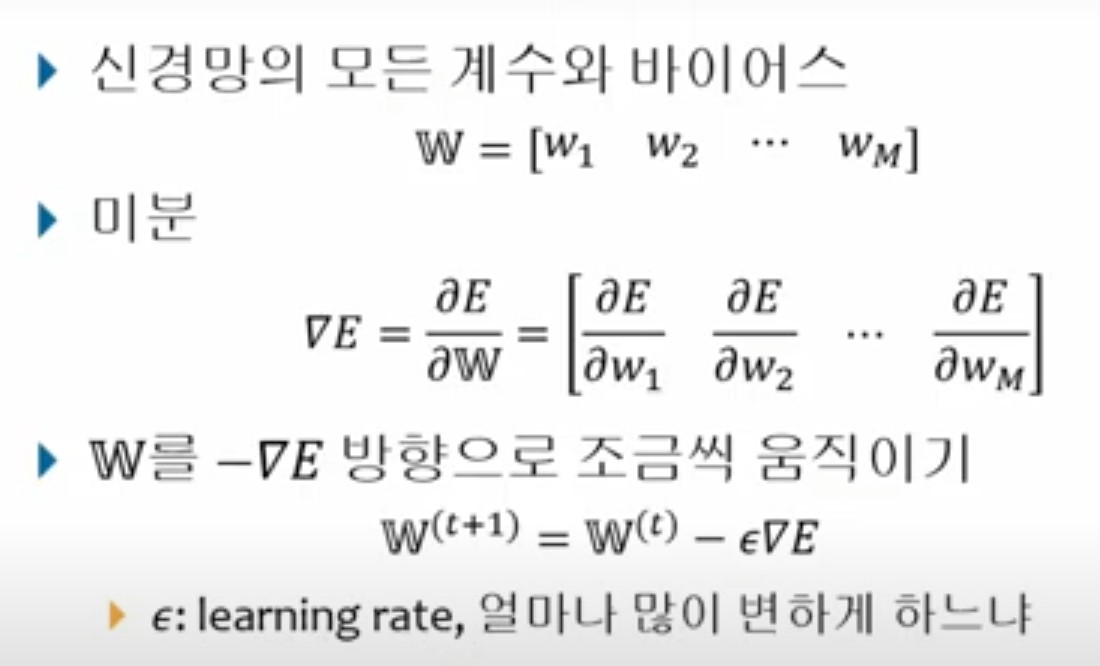 ▶ 신경망의 모든 계수와 바이어스
𝕎 = [w₁ w₂ ⋯ w_M]
▶ 미분
∇E = ∂E/∂𝕎 = [∂E/∂w₁ ∂E/∂w₂ ⋯ ∂E/∂w_M]
▶ 𝕎를 −∇E 방향으로 조금씩 움직이기
𝕎^(t+1) = 𝕎^(t) − ϵ∇E
▶ ϵ: learning rate, 얼마나 많이 변하게 하느냐